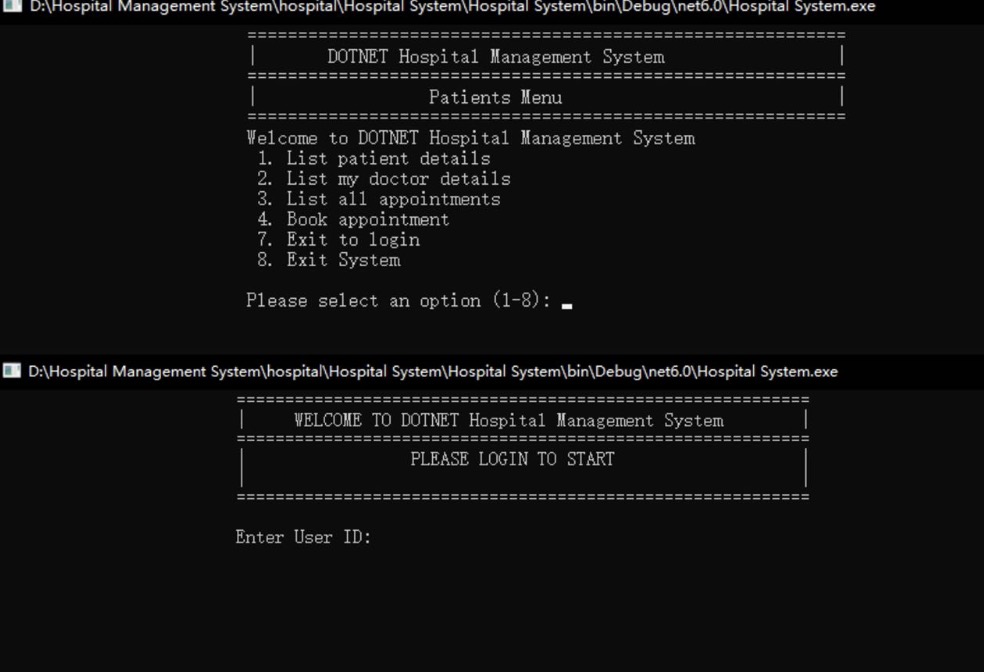 D:\Hospital Management System\hospital\Hospital System\Hospital System\bin\Debug\net6.0\Hospital System.exe
===========================================================
| DOTNET Hospital Management System |
===========================================================
| Patients Menu |
===========================================================
Welcome to DOTNET Hospital Management System
1. List patient details
2. List my doctor details
3. List all appointments
4. Book appointment
7. Exit to login
8. Exit System
Please select an option (1-8):
D:\Hospital Management System\hospital\Hospital System\Hospital System\bin\Debug\net6.0\Hospital System.exe
===========================================================
| WELCOME TO DOTNET Hospital Management System |
===========================================================
| PLEASE LOGIN TO START |
===========================================================
Enter User ID: